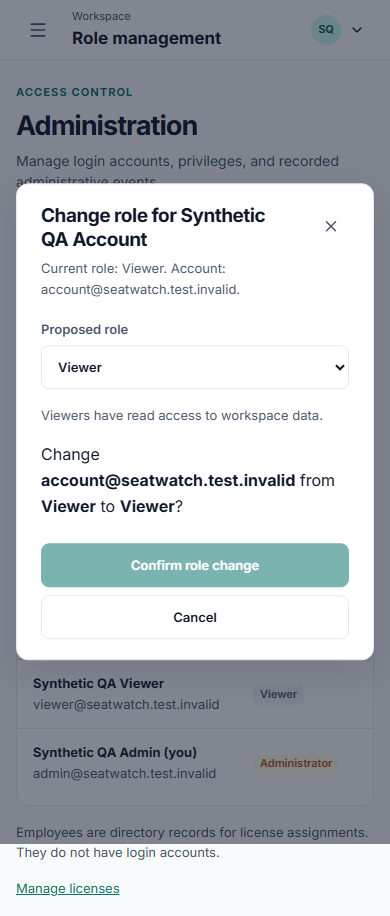 Workspace
Role management
SQ
ACCESS CONTROL
Administration
Manage login accounts, privileges, and recorded
administrative events.
Change role for Synthetic
QA Account
Current role: Viewer. Account:
account@seatwatch.test.invalid.
Proposed role
Viewer
Viewers have read access to workspace data.
Change
account@seatwatch.test.invalid from
Viewer to Viewer?
Confirm role change
Cancel
Synthetic QA Viewer
Viewer
viewer@seatwatch.test.invalid
Synthetic QA Admin (you)
Administrator
admin@seatwatch.test.invalid
Employees are directory records for license assignments.
They do not have login accounts.
Manage licenses